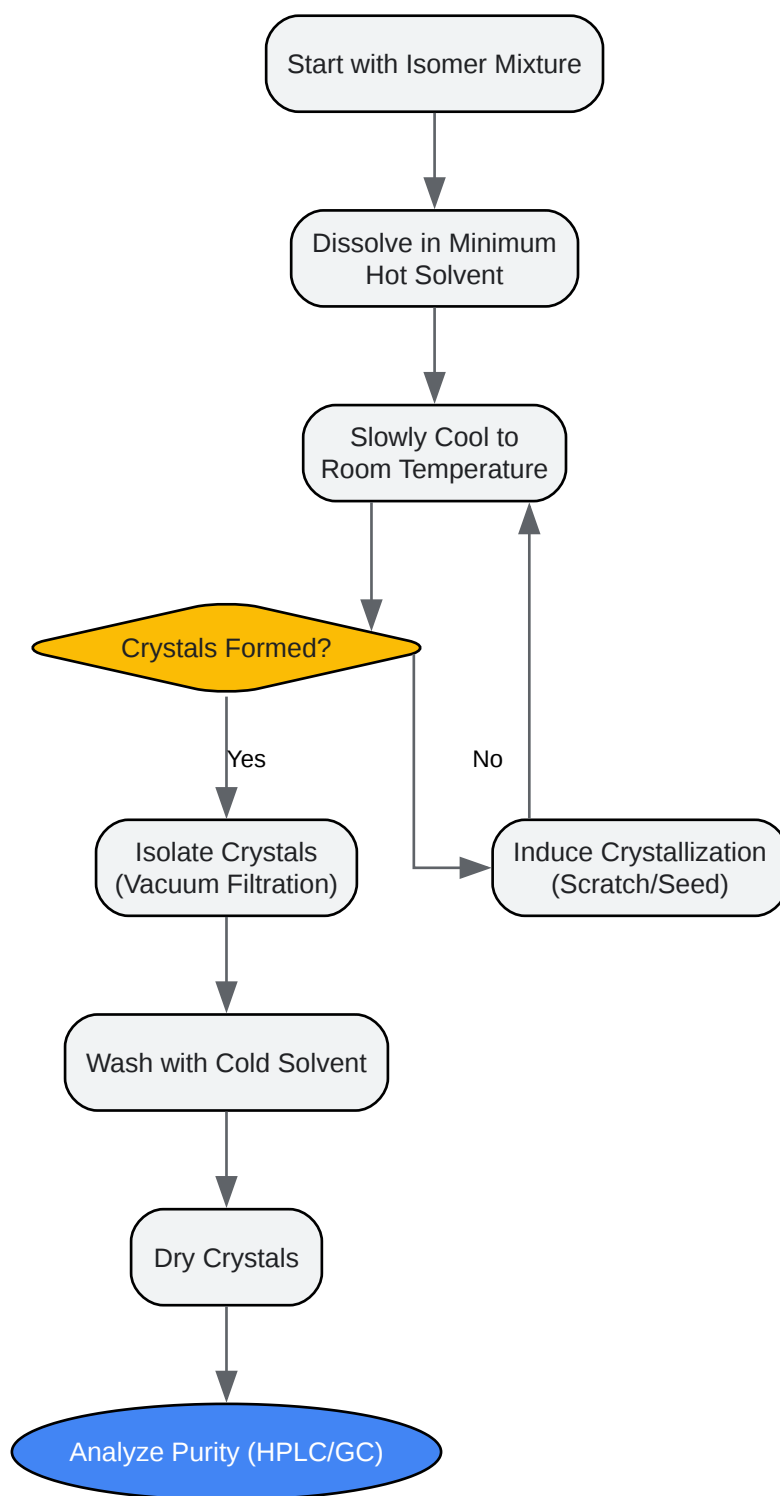 Start with Isomer Mixture
Dissolve in Minimum
Hot Solvent
Slowly Cool to
Room Temperature
Crystals Formed?
Yes
No
Isolate Crystals
(Vacuum Filtration)
Induce Crystallization
(Scratch/Seed)
Wash with Cold Solvent
Dry Crystals
Analyze Purity (HPLC/GC)